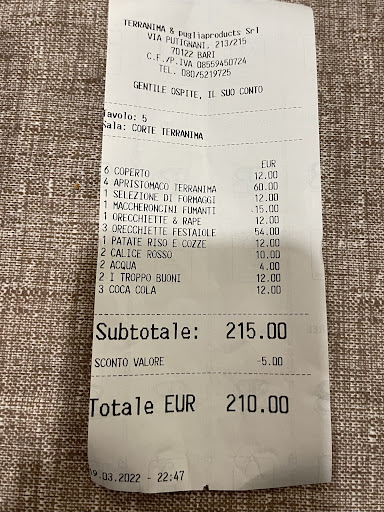 TERRANIMA & pugliaproducts Srl
VIA PUTIGNANI, 213/215
70122 BARI
C.F./P.IVA 08559450724
TEL. 080/5219725
GENTILE OSPITE, IL SUO CONTO
Tavolo: 5
Sala: CORTE TERRANIMA
EUR
6 COPERTO 12.00
4 APRISTOMACO TERRANIMA 60.00
1 SELEZIONE DI FORMAGGI 12.00
1 MACCHERONCINI FUMANTI 15.00
1 ORECCHIETTE & RAPE 12.00
3 ORECCHIETTE FESTAIOLE 54.00
1 PATATE RISO E COZZE 12.00
2 CALICE ROSSO 10.00
2 ACQUA 4.00
2 I TROPPO BUONI 12.00
3 COCA COLA 12.00
Subtotale: 215.00
SCONTO VALORE -5.00
Totale EUR 210.00
9.03.2022 - 22:47